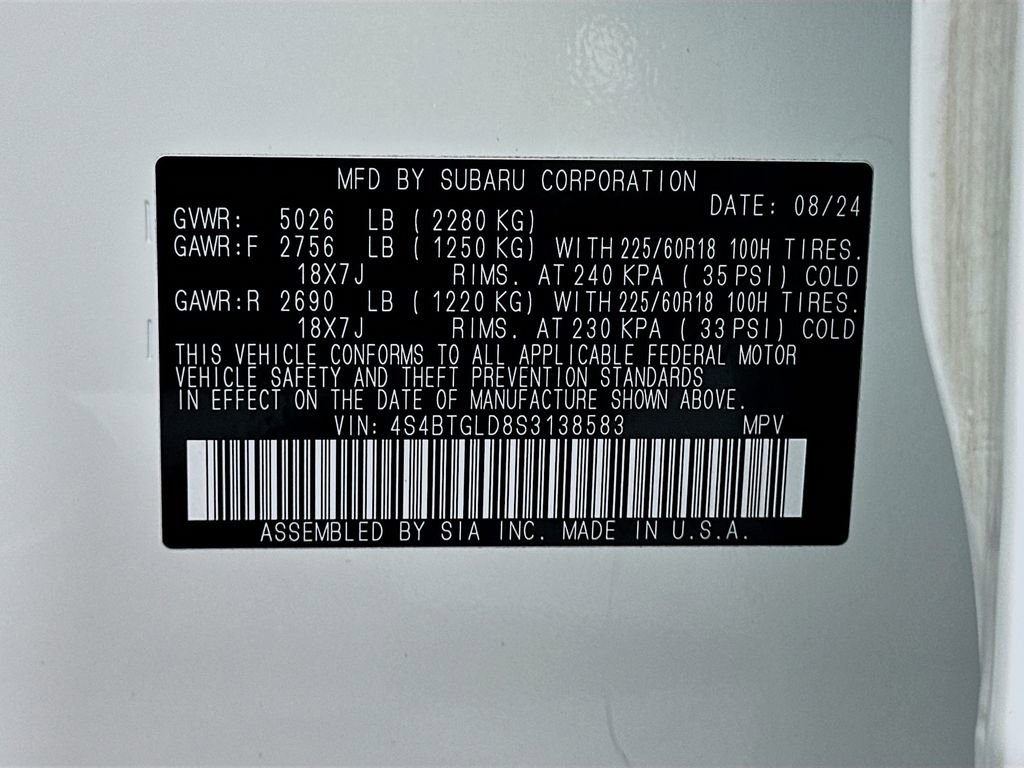 MFD BY SUBARU CORPORATION
DATE: 08/24
GVWR: 5026 LB ( 2280 KG)
GAWR:F 2756 LB ( 1250 KG) WITH 225/60R18 100H TIRES.
18X7J RIMS. AT 240 KPA ( 35 PSI) COLD
GAWR:R 2690 LB ( 1220 KG) WITH 225/60R18 100H TIRES.
18X7J RIMS. AT 230 KPA ( 33 PSI) COLD
THIS VEHICLE CONFORMS TO ALL APPLICABLE FEDERAL MOTOR
VEHICLE SAFETY AND THEFT PREVENTION STANDARDS
IN EFFECT ON THE DATE OF MANUFACTURE SHOWN ABOVE.
VIN: 4S4BTGLD8S3138583 MPV
ASSEMBLED BY SIA INC. MADE IN U.S.A.